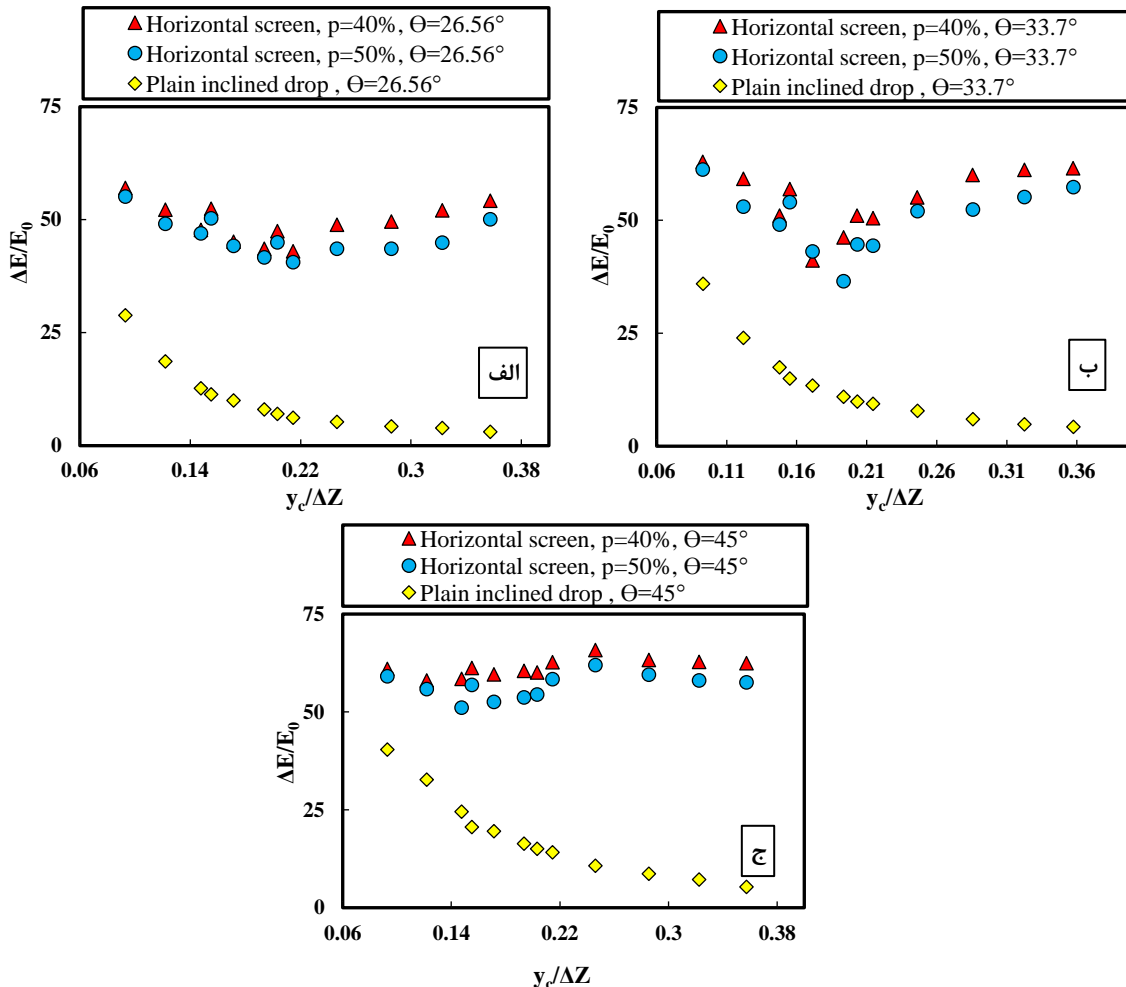 Horizontal screen, p=40%, Ө=26.56°
Horizontal screen, p=50%, Ө=26.56°
Plain inclined drop , Ө=26.56°
75
50
25
0
ΔE/E₀
0.06 0.14 0.22 0.3 0.38
y_c/ΔZ
الف
Horizontal screen, p=40%, Ө=33.7°
Horizontal screen, p=50%, Ө=33.7°
Plain inclined drop , Ө=33.7°
75
50
25
0
ΔE/E₀
0.06 0.11 0.16 0.21 0.26 0.31 0.36
y_c/ΔZ
ب
Horizontal screen, p=40%, Ө=45°
Horizontal screen, p=50%, Ө=45°
Plain inclined drop , Ө=45°
75
50
25
0
ΔE/E₀
0.06 0.14 0.22 0.3 0.38
y_c/ΔZ
ج